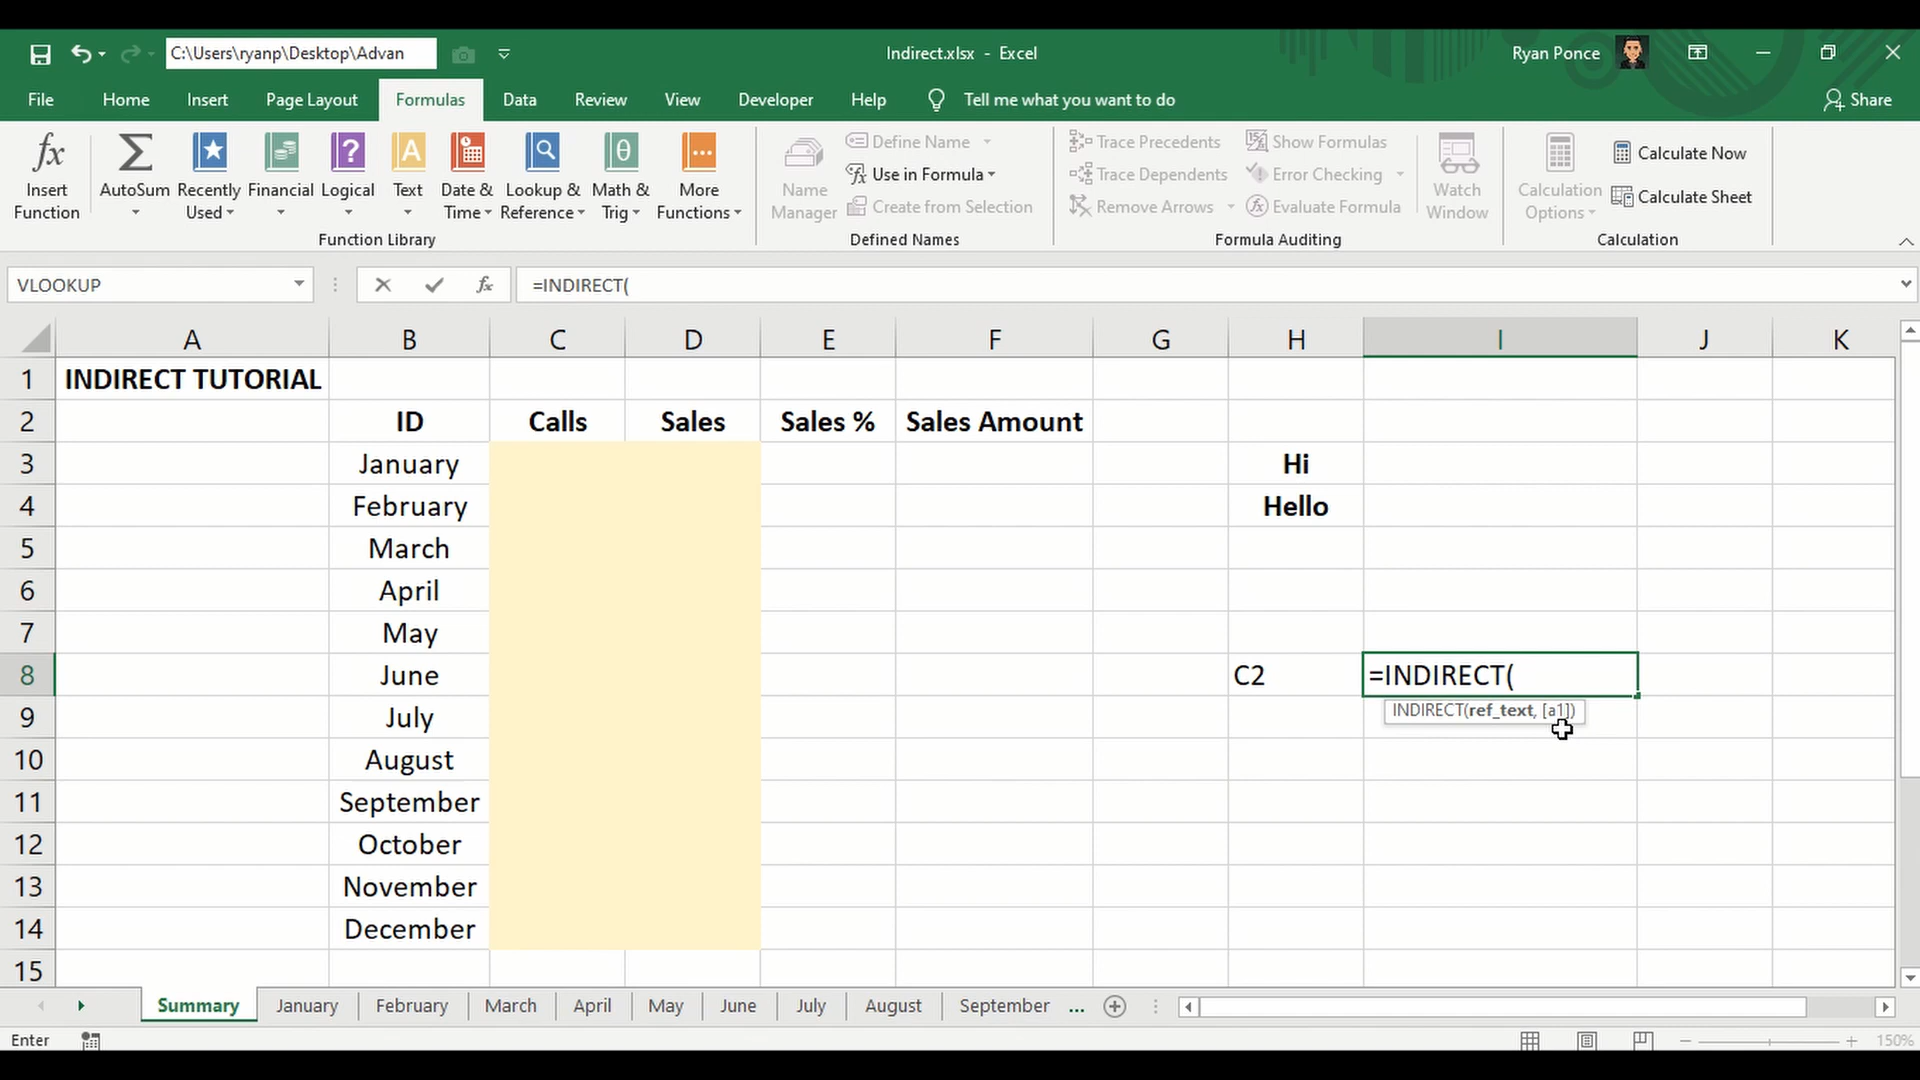 C:\Users\ryanp\Desktop\Advan
Indirect.xlsx - Excel
Ryan Ponce
File Home Insert Page Layout Formulas Data Review View Developer Help Tell me what you want to do Share
Insert Function
AutoSum
Recently Used
Financial
Logical
Text
Date & Time
Lookup & Reference
Math & Trig
More Functions
Function Library
Name Manager
Define Name
Use in Formula
Create from Selection
Defined Names
Trace Precedents
Trace Dependents
Remove Arrows
Show Formulas
Error Checking
Evaluate Formula
Formula Auditing
Watch Window
Calculation Options
Calculate Now
Calculate Sheet
Calculation
VLOOKUP fx =INDIRECT(
A B C D E F G H I J K
1 INDIRECT TUTORIAL
2 ID Calls Sales Sales % Sales Amount
3 January Hi
4 February Hello
5 March
6 April
7 May
8 June C2 =INDIRECT(
INDIRECT(ref_text, [a1])
9 July
10 August
11 September
12 October
13 November
14 December
15
Summary January February March April May June July August September ...
Enter 150%